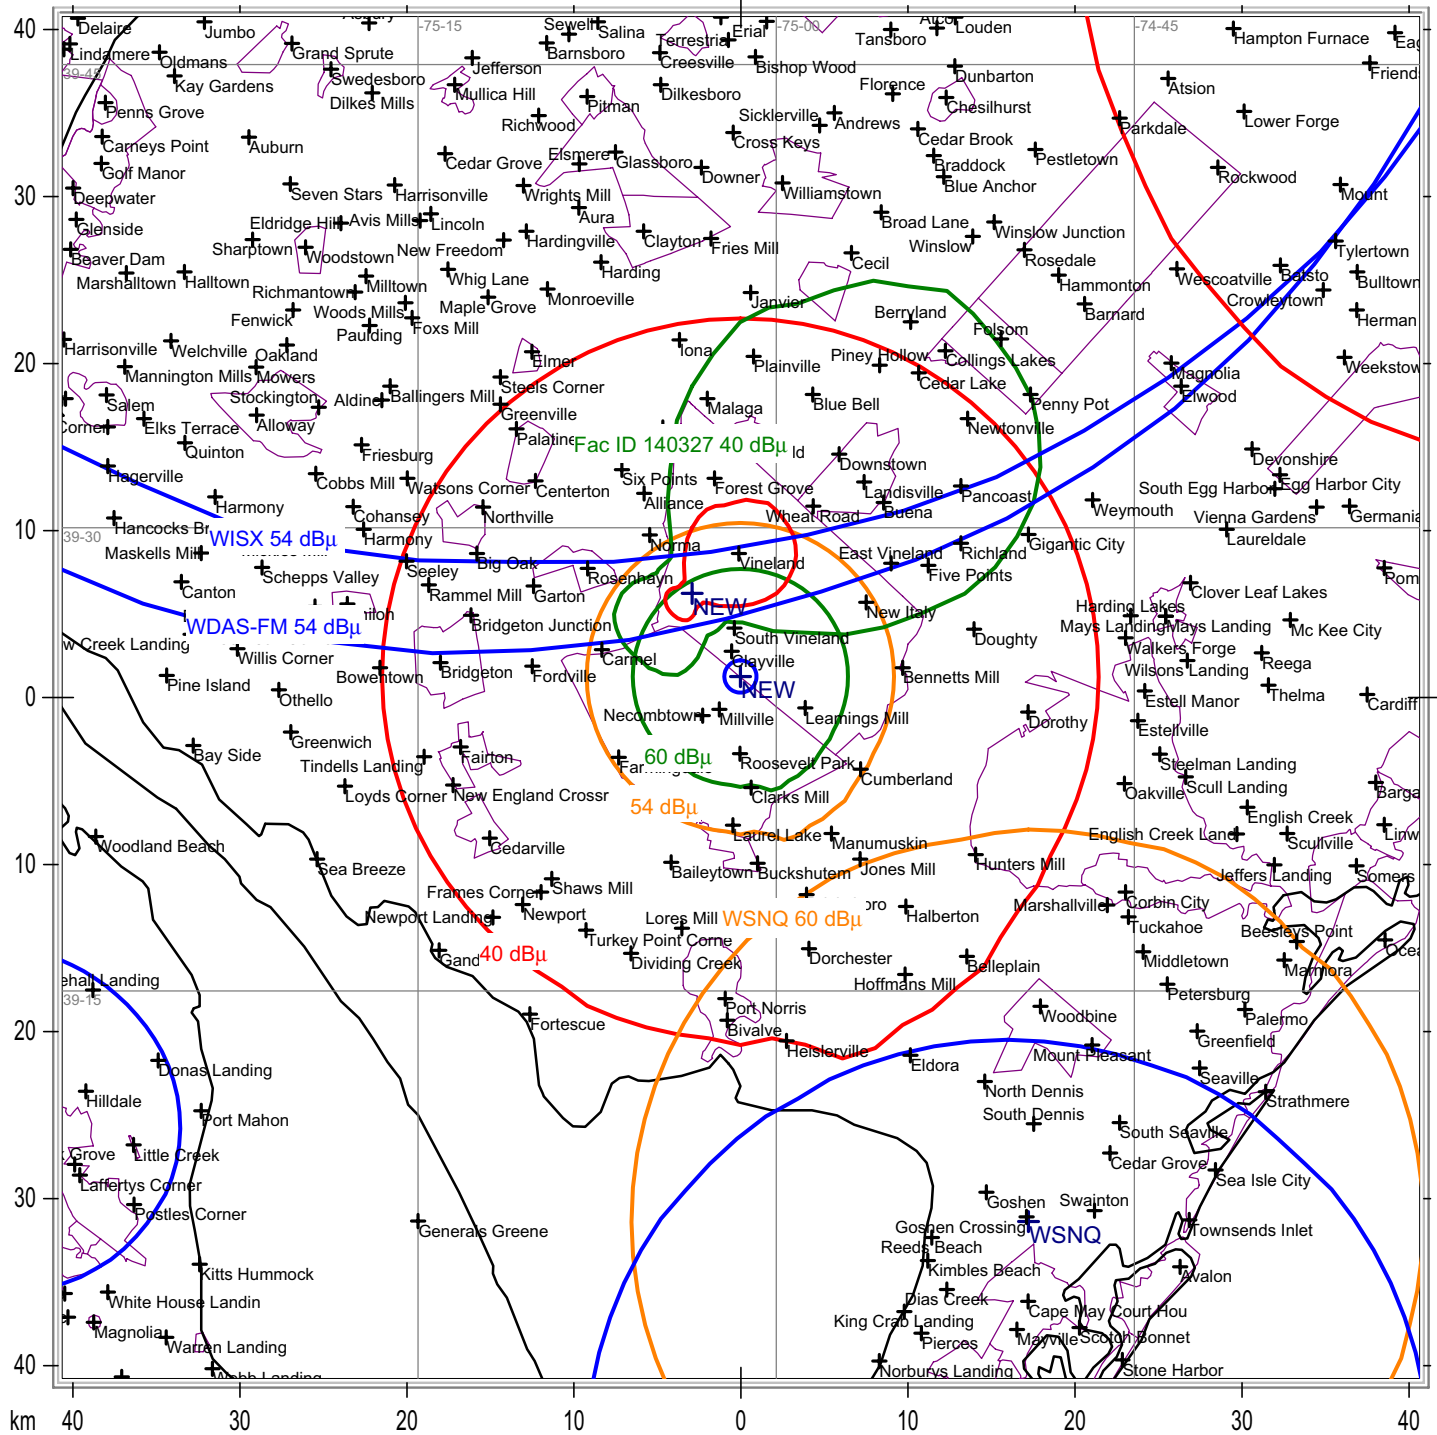 40
Delaire
Jumbo
-75-15
Sewell
Salina
Terrestria
Erial
-75-00
Tansboro
Louden
-74-45
Hampton Furnace
Lindamere
Oldmans
Grand Sprute
Barnsboro
Creesville
Bishop Wood
39-45
Kay Gardens
Swedesboro
Jefferson
Dunbarton
Atsion
Penns Grove
Dilkes Mills
Mullica Hill
Pitman
Dilkesboro
Florence
Chesilhurst
Richwood
Sicklerville
Andrews
Parkdale
Lower Forge
Carneys Point
Auburn
Cross Keys
Cedar Brook
Golf Manor
Cedar Grove
Elsmere
Glassboro
Braddock
Pestletown
30
Deepwater
Seven Stars
Harrisonville
Wrights Mill
Downer
Williamstown
Blue Anchor
Rockwood
Mount
Glenside
Eldridge Hill
Avis Mills
Lincoln
Aura
Broad Lane
Winslow Junction
Sharptown
Woodstown
New Freedom
Hardingville
Clayton
Fries Mill
Winslow
Rosedale
Tylertown
Beaver Dam
Marshalltown
Halltown
Milltown
Whig Lane
Harding
Cecil
Hammonton
Wescoatville
Batsto
Bulltown
Richmantown
Woods Mills
Maple Grove
Monroeville
Janvier
Barnard
Crowleytown
Fenwick
Paulding
Foxs Mill
Berryland
Folsom
Herman
Harrisonville
Welchville
Oakland
Elmer
Iona
Plainville
Piney Hollow
Collings Lakes
20
Mannington Mills
Mowers
Steels Corner
Cedar Lake
Magnolia
Weekstow
Salem
Stockington
Aldine
Ballingers Mill
Greenville
Malaga
Blue Bell
Penny Pot
Elwood
Elks Terrace
Alloway
Palatine
Newtonville
Quinton
Friesburg
Fac ID 140327 40 dBµ
Hagerville
Cobbs Mill
Watsons Corner
Centerton
Six Points
Forest Grove
Downstown
Devonshire
Harmony
Cohansey
Northville
Alliance
Landisville
Pancoast
South Egg Harbor
Egg Harbor City
10
39-30
WISX 54 dBµ
Harmony
Norma
Wheat Road
Buena
Weymouth
Vienna Gardens
Germania
Maskells Mill
Seeley
Big Oak
Rosenhayn
Vineland
East Vineland
Richland
Gigantic City
Laureldale
Canton
Schepps Valley
Rammel Mill
Garton
NEW
Five Points
Clover Leaf Lakes
WDAS-FM 54 dBµ
Bridgeton Junction
South Vineland
New Italy
Doughty
Harding Lakes
Mays Landing
Mays Landing
Mc Kee City
Willis Corner
Carmel
Clayville
Walkers Forge
Pine Island
Bowentown
Bridgeton
Fordville
NEW
Bennetts Mill
Wilsons Landing
Reega
0
Othello
Necombtown
Millville
Leamings Mill
Dorothy
Estell Manor
Thelma
Cardiff
Bay Side
Greenwich
Fairton
60 dBµ
Roosevelt Park
Estellville
Tindells Landing
Cumberland
Steelman Landing
Loyds Corner
New England Crossr
54 dBµ
Clarks Mill
Oakville
Scull Landing
Woodland Beach
Cedarville
Laurel Lake
Manumuskin
English Creek Land
English Creek
Scullville
10
Sea Breeze
Frames Corner
Shaws Mill
Baileytown
Buckshutem
Jones Mill
Hunters Mill
Jeffers Landing
Somers
Newport Landing
Newport
Lores Mill
WSNQ 60 dBµ
Halberton
Marshallville
Corbin City
Turkey Point Corne
Tuckahoe
Beesleys Point
40 dBµ
Dividing Creek
Dorchester
Belleplain
Middletown
Marmora
39-15
Hoffmans Mill
Petersburg
Port Norris
Woodbine
Palermo
20
Fortescue
Bivalve
Heislerville
Greenfield
Donas Landing
Eldora
Mount Pleasant
Seaville
Hilldale
Port Mahon
North Dennis
South Dennis
Strathmere
South Seaville
Little Creek
Cedar Grove
Grove
Laffertys Corner
Sea Isle City
30
Postles Corner
Goshen
Swainton
Generals Greene
Goshen Crossing
WSNQ
Townsends Inlet
Reeds Beach
Kitts Hummock
Kimbles Beach
Avalon
White House Landin
Dias Creek
Cape May Court Hou
Magnolia
King Crab Landing
Pierces
Mayville
Scotch Bonnet
Warren Landing
40
Norburys Landing
Stone Harbor
km
40
30
20
10
0
10
20
30
40